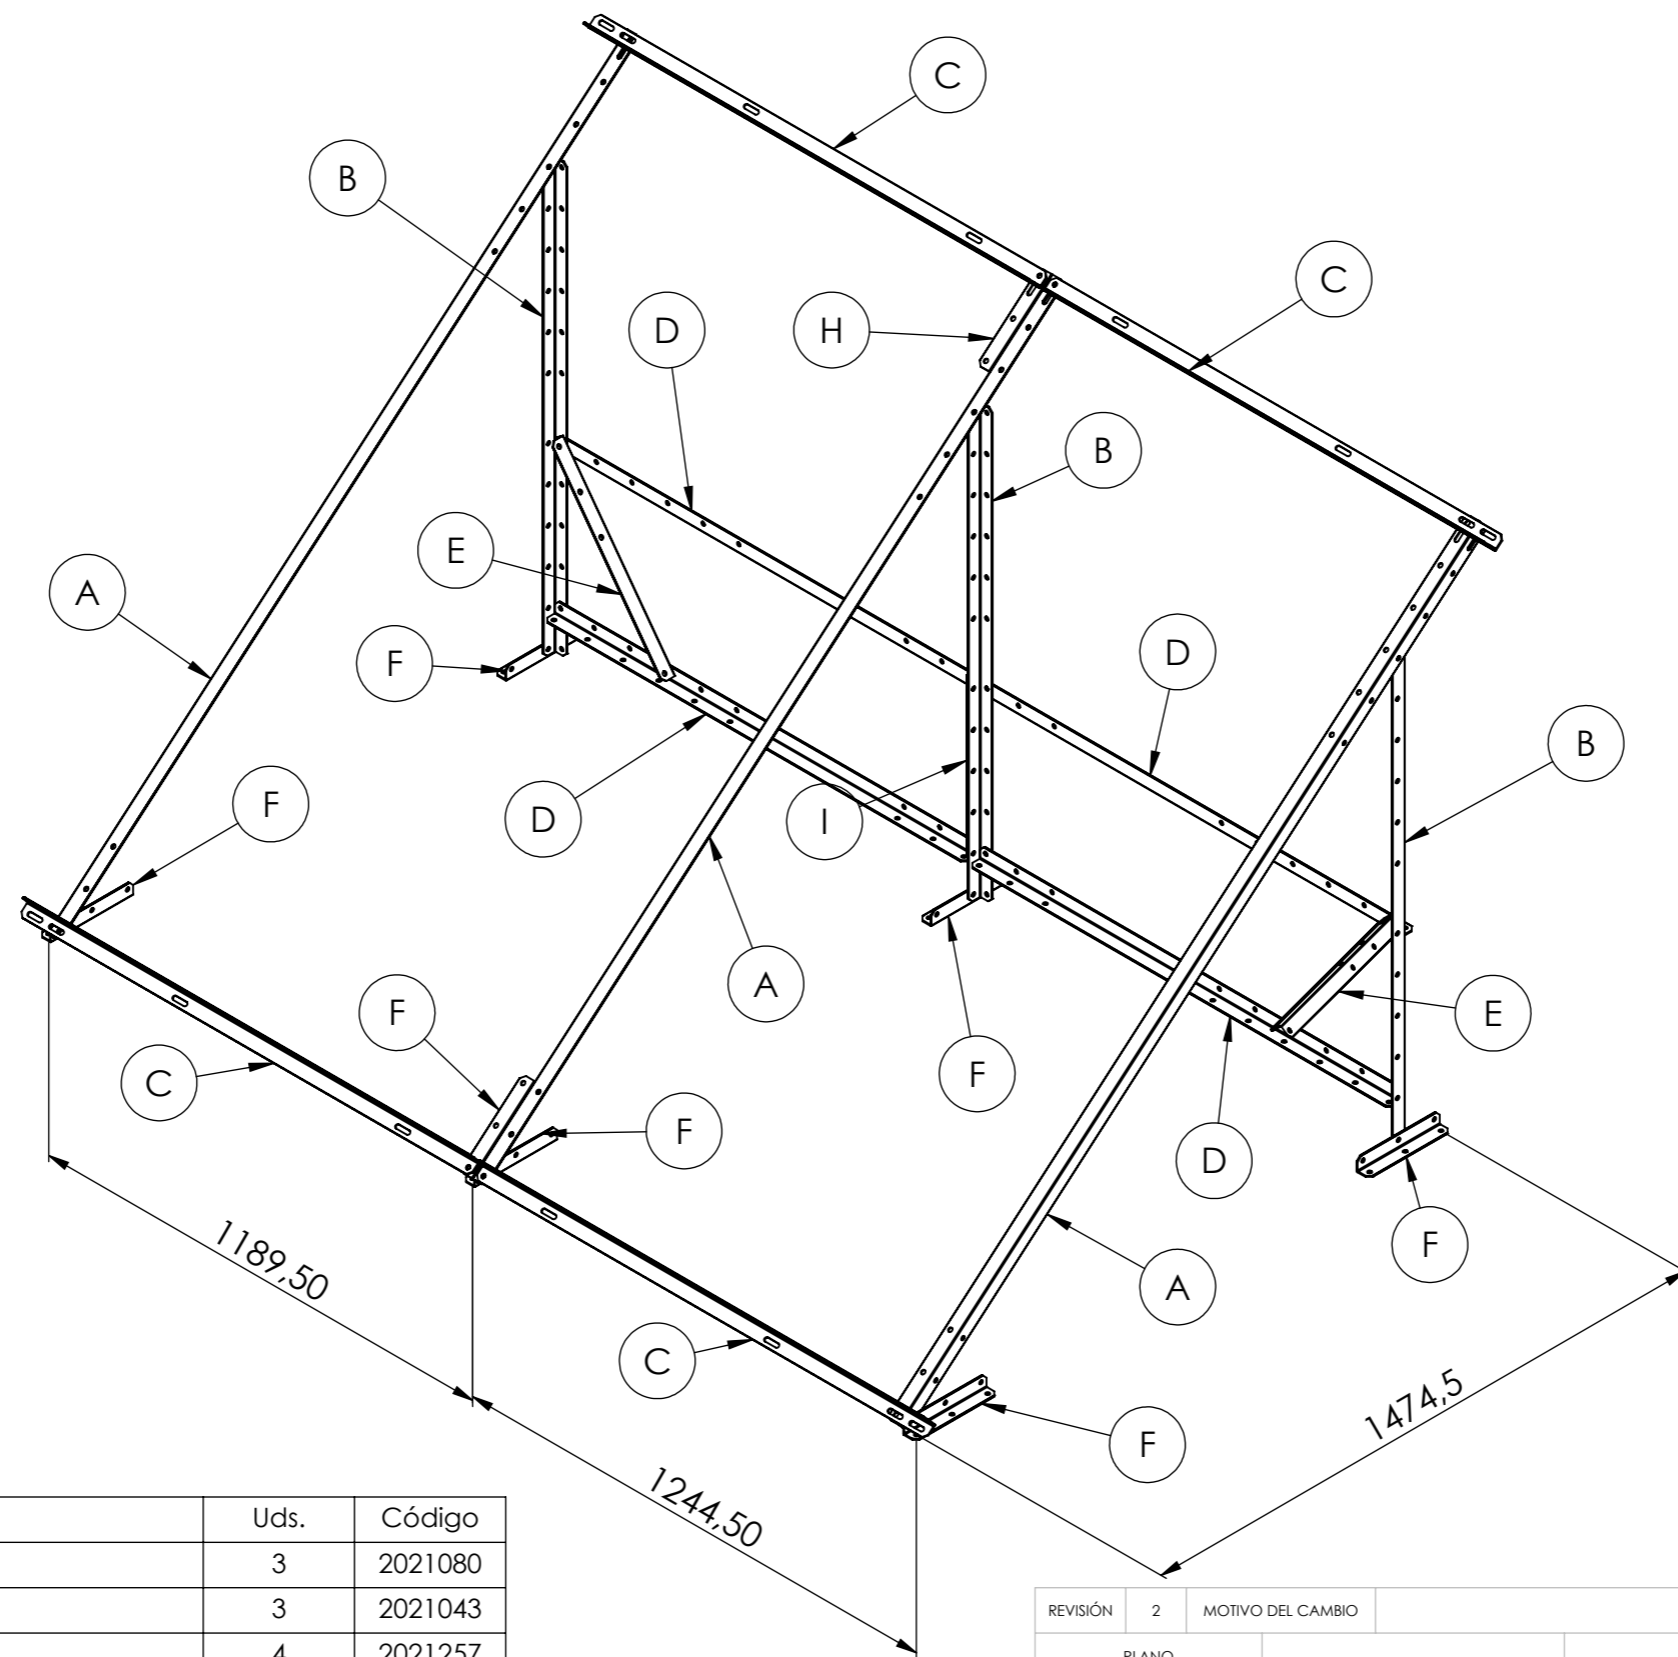 C
B
C
D
H
B
E
A
F
D
B
F
D
I
F
A
F
E
C
F
F
D
F
A
C
F
1189,50
1244,50
1474,5
Uds. Código
3 2021080
3 2021043
4 2021257
REVISIÓN 2 MOTIVO DEL CAMBIO
PLANO